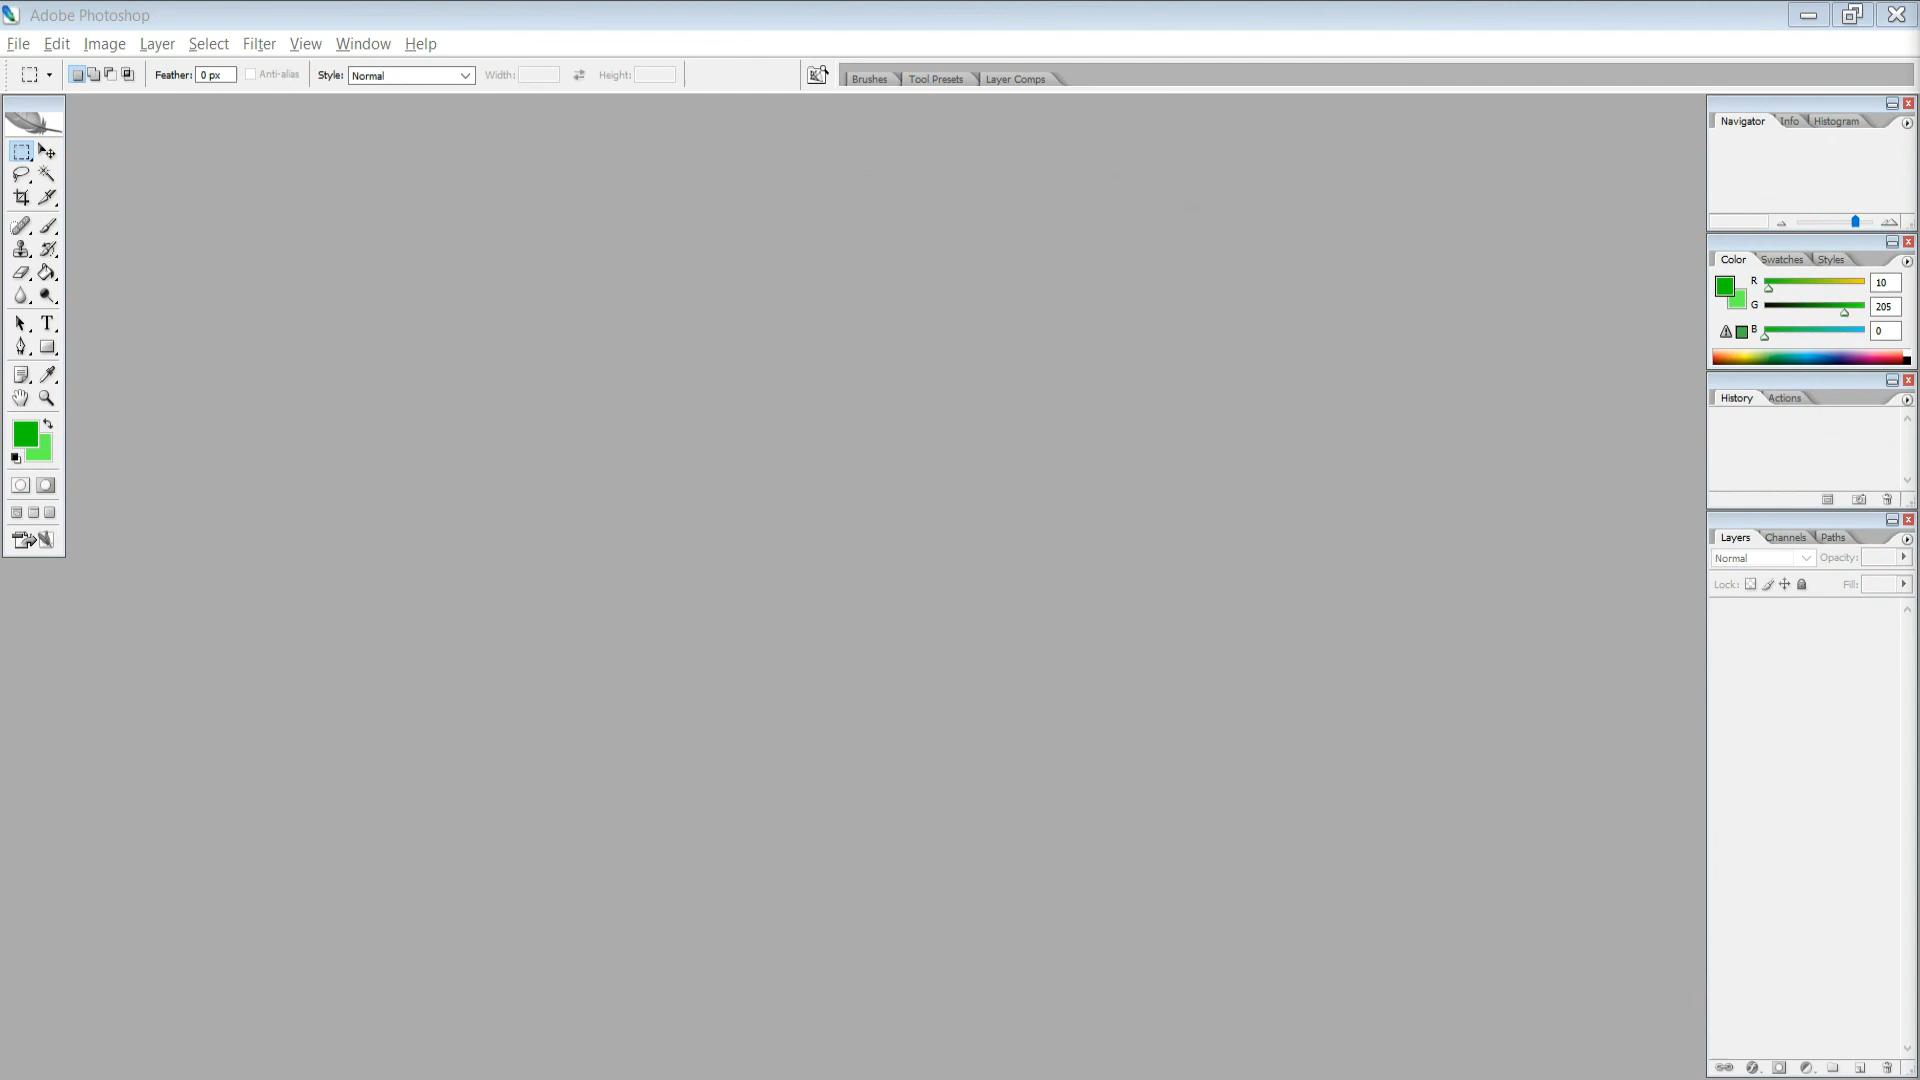 Adobe Photoshop
File Edit Image Layer Select Filter View Window Help
Feather: 0 px Anti-alias Style: Normal Width: Height: Brushes Tool Presets Layer Comps
Navigator Info Histogram
Color Swatches Styles
R 10
G 205
B 0
T
History Actions
Layers Channels Paths
Normal Opacity:
Lock: Fill: